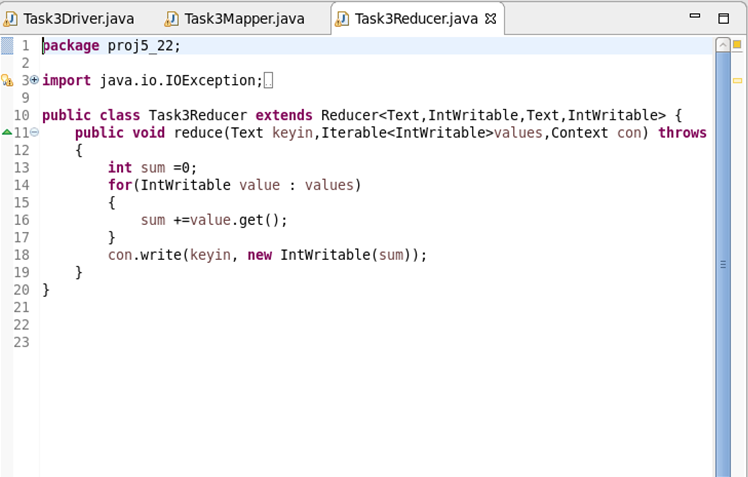 Task3Driver.java Task3Mapper.java Task3Reducer.java
1 package proj5_22;
2
3 import java.io.IOException;
9
10 public class Task3Reducer extends Reducer<Text,IntWritable,Text,IntWritable> {
11 public void reduce(Text keyin,Iterable<IntWritable>values,Context con) throws
12 {
13 int sum =0;
14 for(IntWritable value : values)
15 {
16 sum +=value.get();
17 }
18 con.write(keyin, new IntWritable(sum));
19 }
20 }
21
22
23